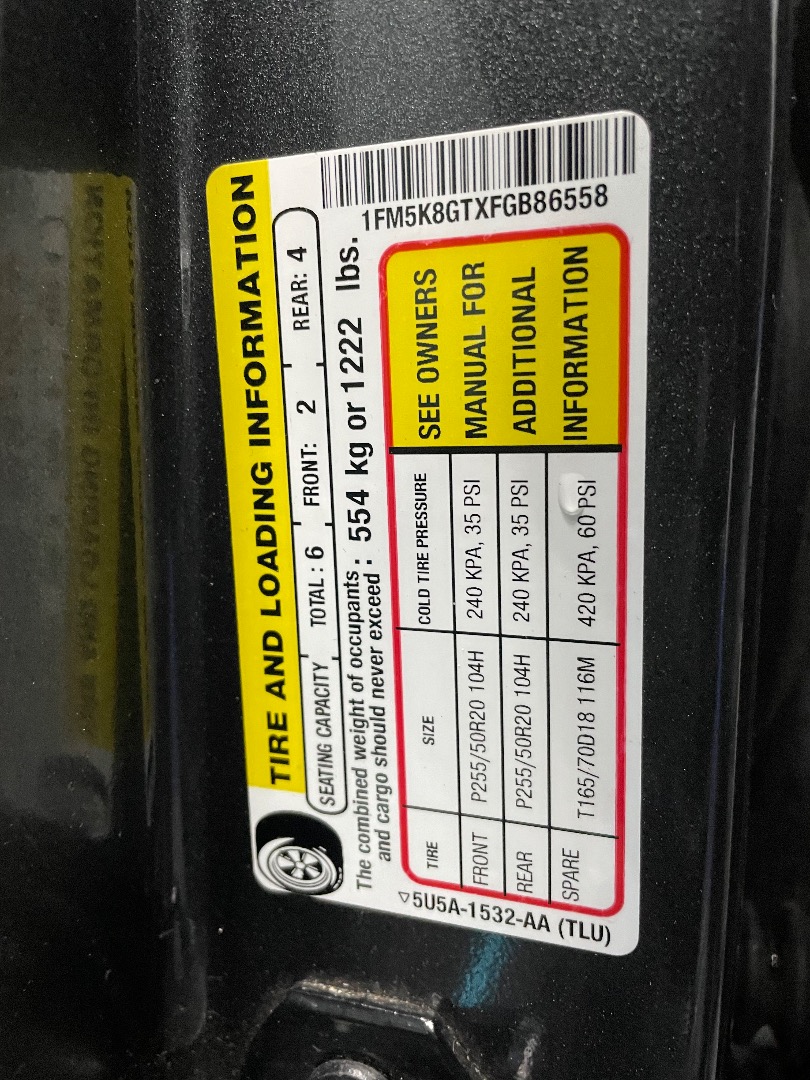 TIRE AND LOADING INFORMATION
SEATING CAPACITY TOTAL : 6 FRONT: 2 REAR: 4
The combined weight of occupants
and cargo should never exceed : 554 kg or 1222 lbs.
1FM5K8GTXFGB86558
TIRE SIZE COLD TIRE PRESSURE
FRONT P255/50R20 104H 240 KPA, 35 PSI
REAR P255/50R20 104H 240 KPA, 35 PSI
SPARE T165/70D18 116M 420 KPA, 60 PSI
SEE OWNERS
MANUAL FOR
ADDITIONAL
INFORMATION
▽5U5A-1532-AA (TLU)